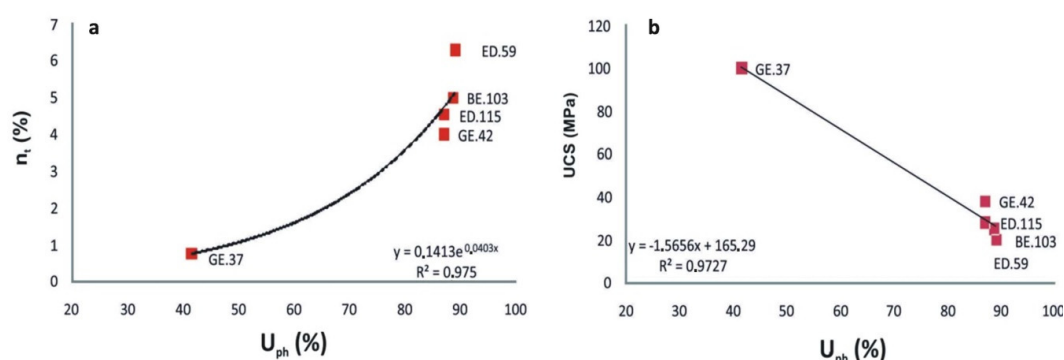 a
7
6
5
4
3
2
1
0
nₜ (%)
ED.59
BE.103
ED.115
GE.42
GE.37
y = 0.1413e^0,0403x
R² = 0.975
20 30 40 50 60 70 80 90 100
Uph (%)
b
120
100
80
60
40
20
0
UCS (MPa)
GE.37
GE.42
ED.115
BE.103
ED.59
y = -1.5656x + 165.29
R² = 0.9727
20 30 40 50 60 70 80 90 100
Uph (%)